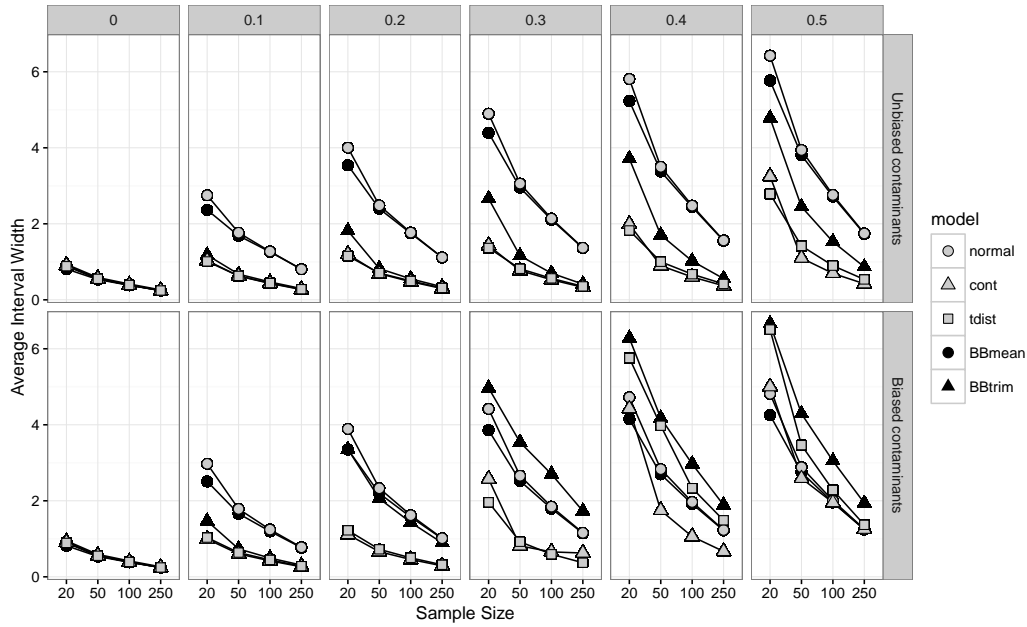 0 0.1 0.2 0.3 0.4 0.5
6
4
2
0
Unbiased contaminants
6
4
2
0
Biased contaminants
Average Interval Width
20 50 100 250 20 50 100 250 20 50 100 250 20 50 100 250 20 50 100 250 20 50 100 250
Sample Size
model
normal
cont
tdist
BBmean
BBtrim